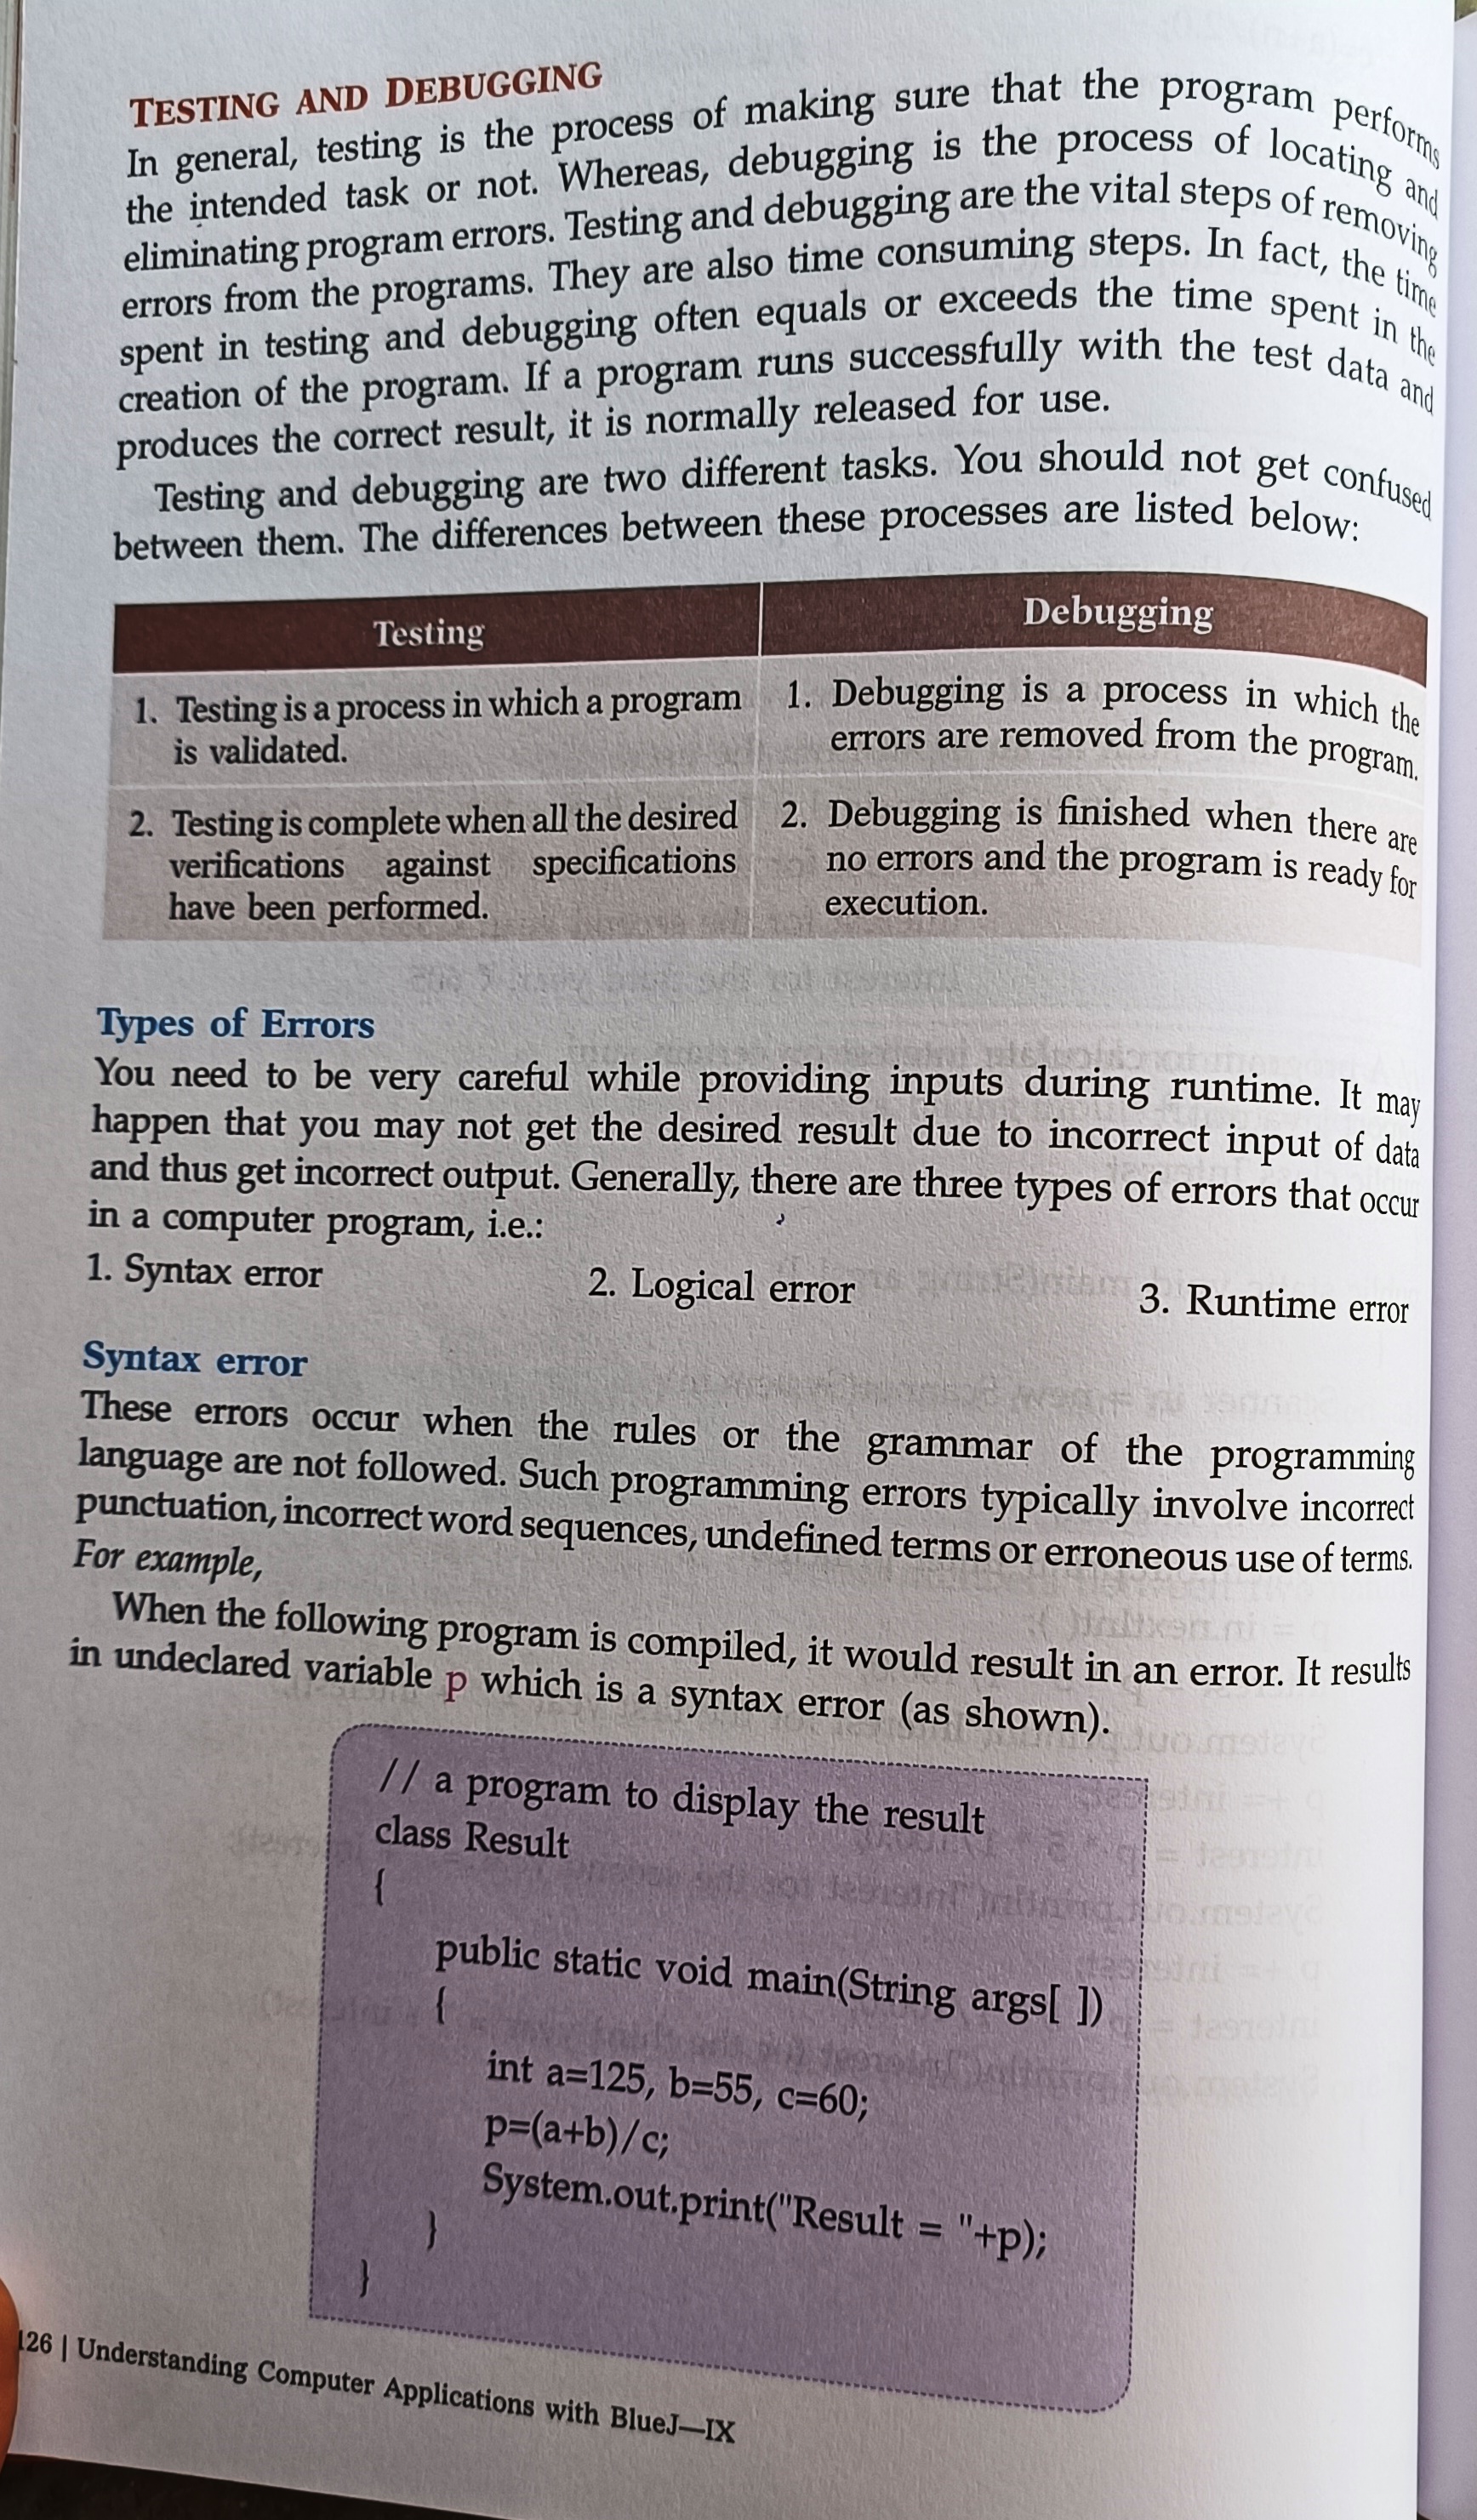 TESTING AND DEBUGGING
In general, testing is the process of making sure that the program performs
the intended task or not. Whereas, debugging is the process of locating and
eliminating program errors. Testing and debugging are the vital steps of removing
errors from the programs. They are also time consuming steps. In fact, the time
spent in testing and debugging often equals or exceeds the time spent in the
creation of the program. If a program runs successfully with the test data and
produces the correct result, it is normally released for use.
Testing and debugging are two different tasks. You should not get confused
between them. The differences between these processes are listed below:
Testing
1. Testing is a process in which a program
is validated.
2. Testing is complete when all the desired
verifications against specifications
have been performed.
Debugging
1. Debugging is a process in which the
errors are removed from the program.
2. Debugging is finished when there are
no errors and the program is ready for
execution.
Types of Errors
You need to be very careful while providing inputs during runtime. It may
happen that you may not get the desired result due to incorrect input of data
and thus get incorrect output. Generally, there are three types of errors that occur
in a computer program, i.e.:
1. Syntax error 2. Logical error 3. Runtime error
Syntax error
These errors occur when the rules or the grammar of the programming
language are not followed. Such programming errors typically involve incorrect
punctuation, incorrect word sequences, undefined terms or erroneous use of terms.
For example,
When the following program is compiled, it would result in an error. It results
in undeclared variable p which is a syntax error (as shown).
// a program to display the result
class Result
{
public static void main(String args[ ])
{
int a=125, b=55, c=60;
p=(a+b)/c;
System.out.print("Result = "+p);
}
}
126 | Understanding Computer Applications with BlueJ—IX